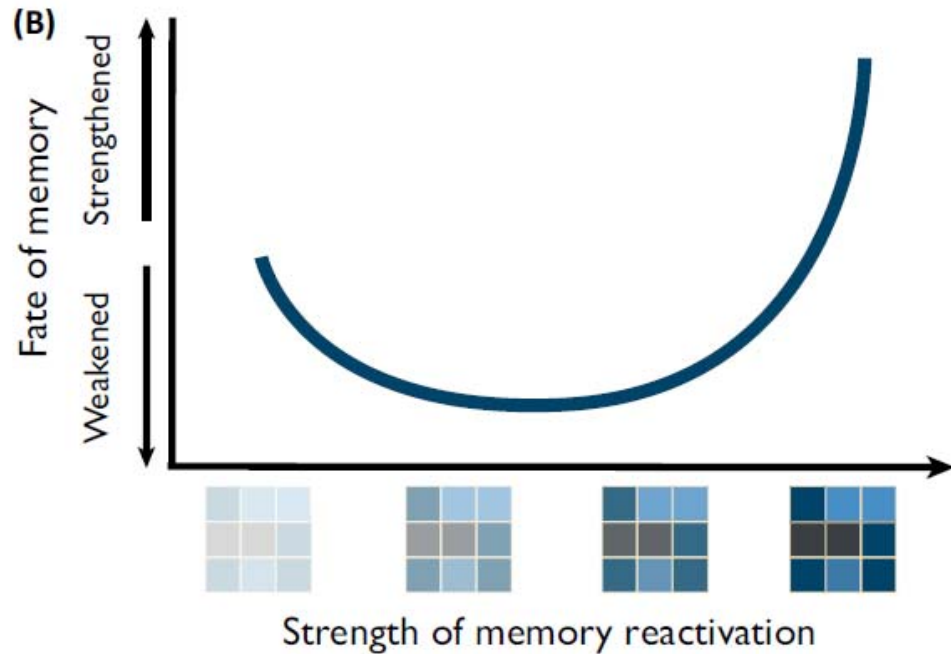 (B)
Fate of memory
Strengthened
Weakened
Strength of memory reactivation